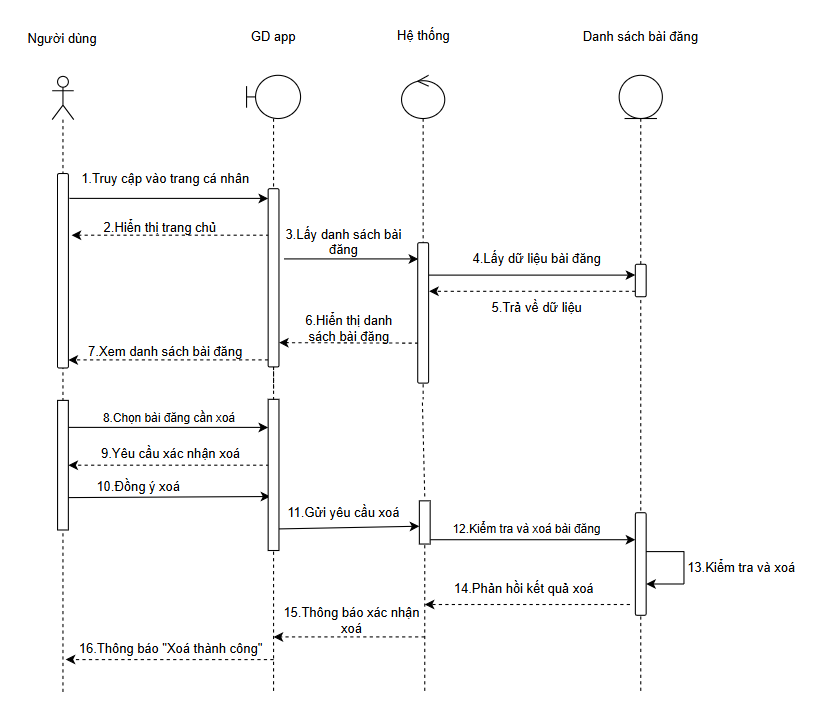 Người dùng
GD app
Hệ thống
Danh sách bài đăng
1.Truy cập vào trang cá nhân
2.Hiển thị trang chủ
3.Lấy danh sách bài
đăng
4.Lấy dữ liệu bài đăng
5.Trả về dữ liệu
6.Hiển thị danh
sách bài đăng
7.Xem danh sách bài đăng
8.Chọn bài đăng cần xoá
9.Yêu cầu xác nhận xoá
10.Đồng ý xoá
11.Gửi yêu cầu xoá
12.Kiểm tra và xoá bài đăng
13.Kiểm tra và xoá
14.Phản hồi kết quả xoá
15.Thông báo xác nhận
xoá
16.Thông báo "Xoá thành công"